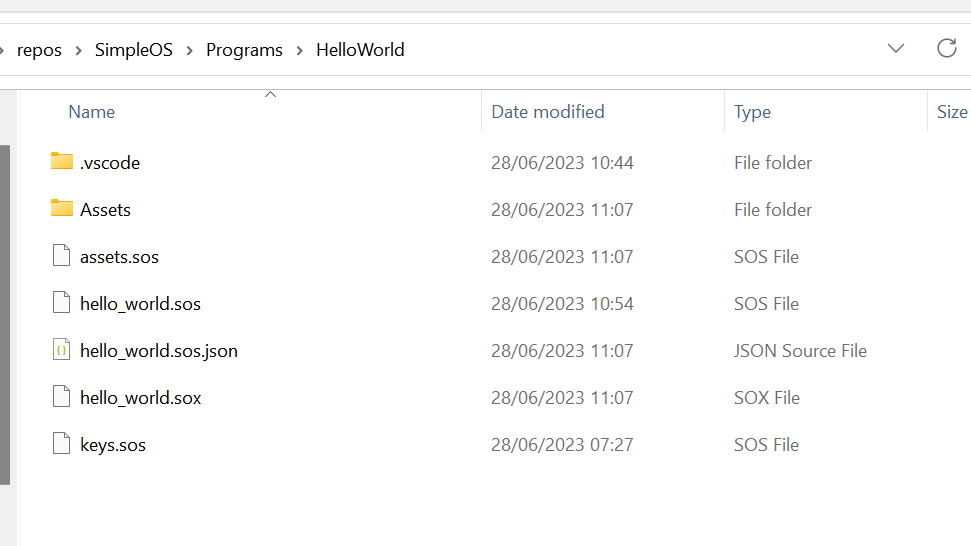 repos > SimpleOS > Programs > HelloWorld
Name Date modified Type Size
.vscode 28/06/2023 10:44 File folder
Assets 28/06/2023 11:07 File folder
assets.sos 28/06/2023 11:07 SOS File
hello_world.sos 28/06/2023 10:54 SOS File
hello_world.sos.json 28/06/2023 11:07 JSON Source File
hello_world.sox 28/06/2023 11:07 SOX File
keys.sos 28/06/2023 07:27 SOS File